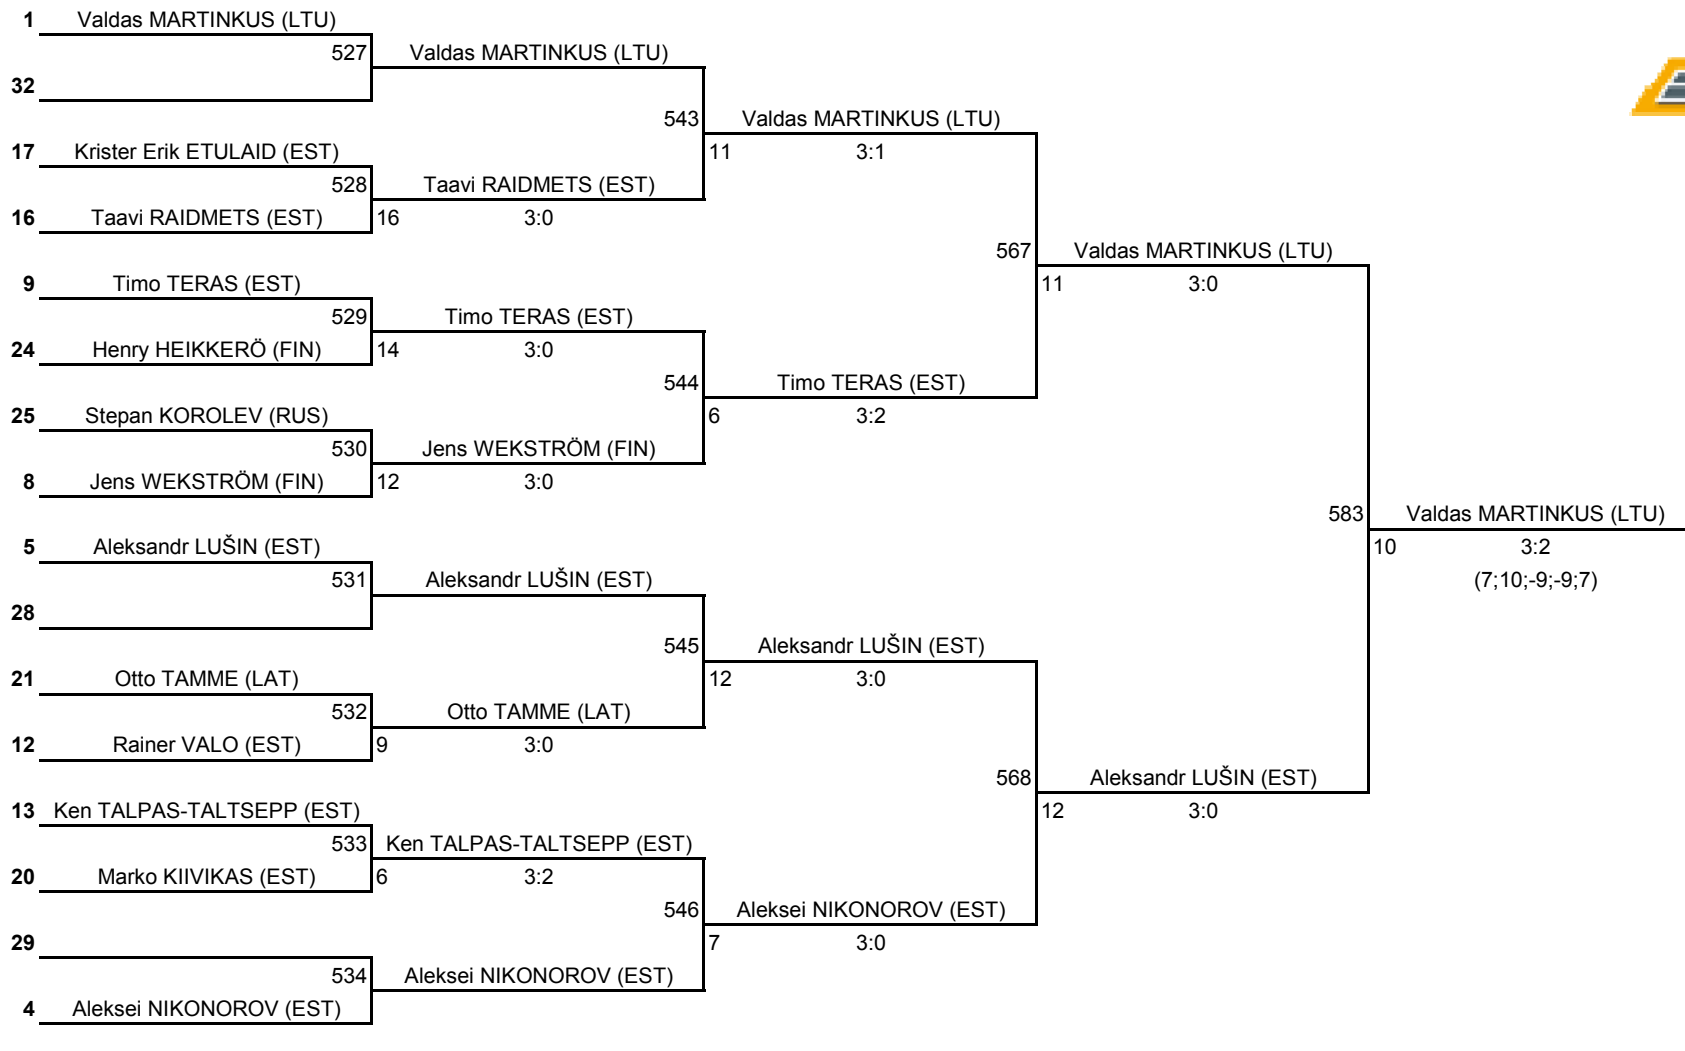 1 Valdas MARTINKUS (LTU)
527 Valdas MARTINKUS (LTU)
32
543 Valdas MARTINKUS (LTU)
17 Krister Erik ETULAID (EST) 11 3:1
528 Taavi RAIDMETS (EST)
16 Taavi RAIDMETS (EST) 16 3:0
567 Valdas MARTINKUS (LTU)
9 Timo TERAS (EST) 11 3:0
529 Timo TERAS (EST)
24 Henry HEIKKERÖ (FIN) 14 3:0
544 Timo TERAS (EST)
25 Stepan KOROLEV (RUS) 6 3:2
530 Jens WEKSTRÖM (FIN)
8 Jens WEKSTRÖM (FIN) 12 3:0
583 Valdas MARTINKUS (LTU)
5 Aleksandr LUŠIN (EST) 10 3:2
531 Aleksandr LUŠIN (EST) (7;10;-9;-9;7)
28
545 Aleksandr LUŠIN (EST)
21 Otto TAMME (LAT) 12 3:0
532 Otto TAMME (LAT)
12 Rainer VALO (EST) 9 3:0
568 Aleksandr LUŠIN (EST)
13 Ken TALPAS-TALTSEPP (EST) 12 3:0
533 Ken TALPAS-TALTSEPP (EST)
20 Marko KIIVIKAS (EST) 6 3:2
546 Aleksei NIKONOROV (EST)
29 7 3:0
534 Aleksei NIKONOROV (EST)
4 Aleksei NIKONOROV (EST)